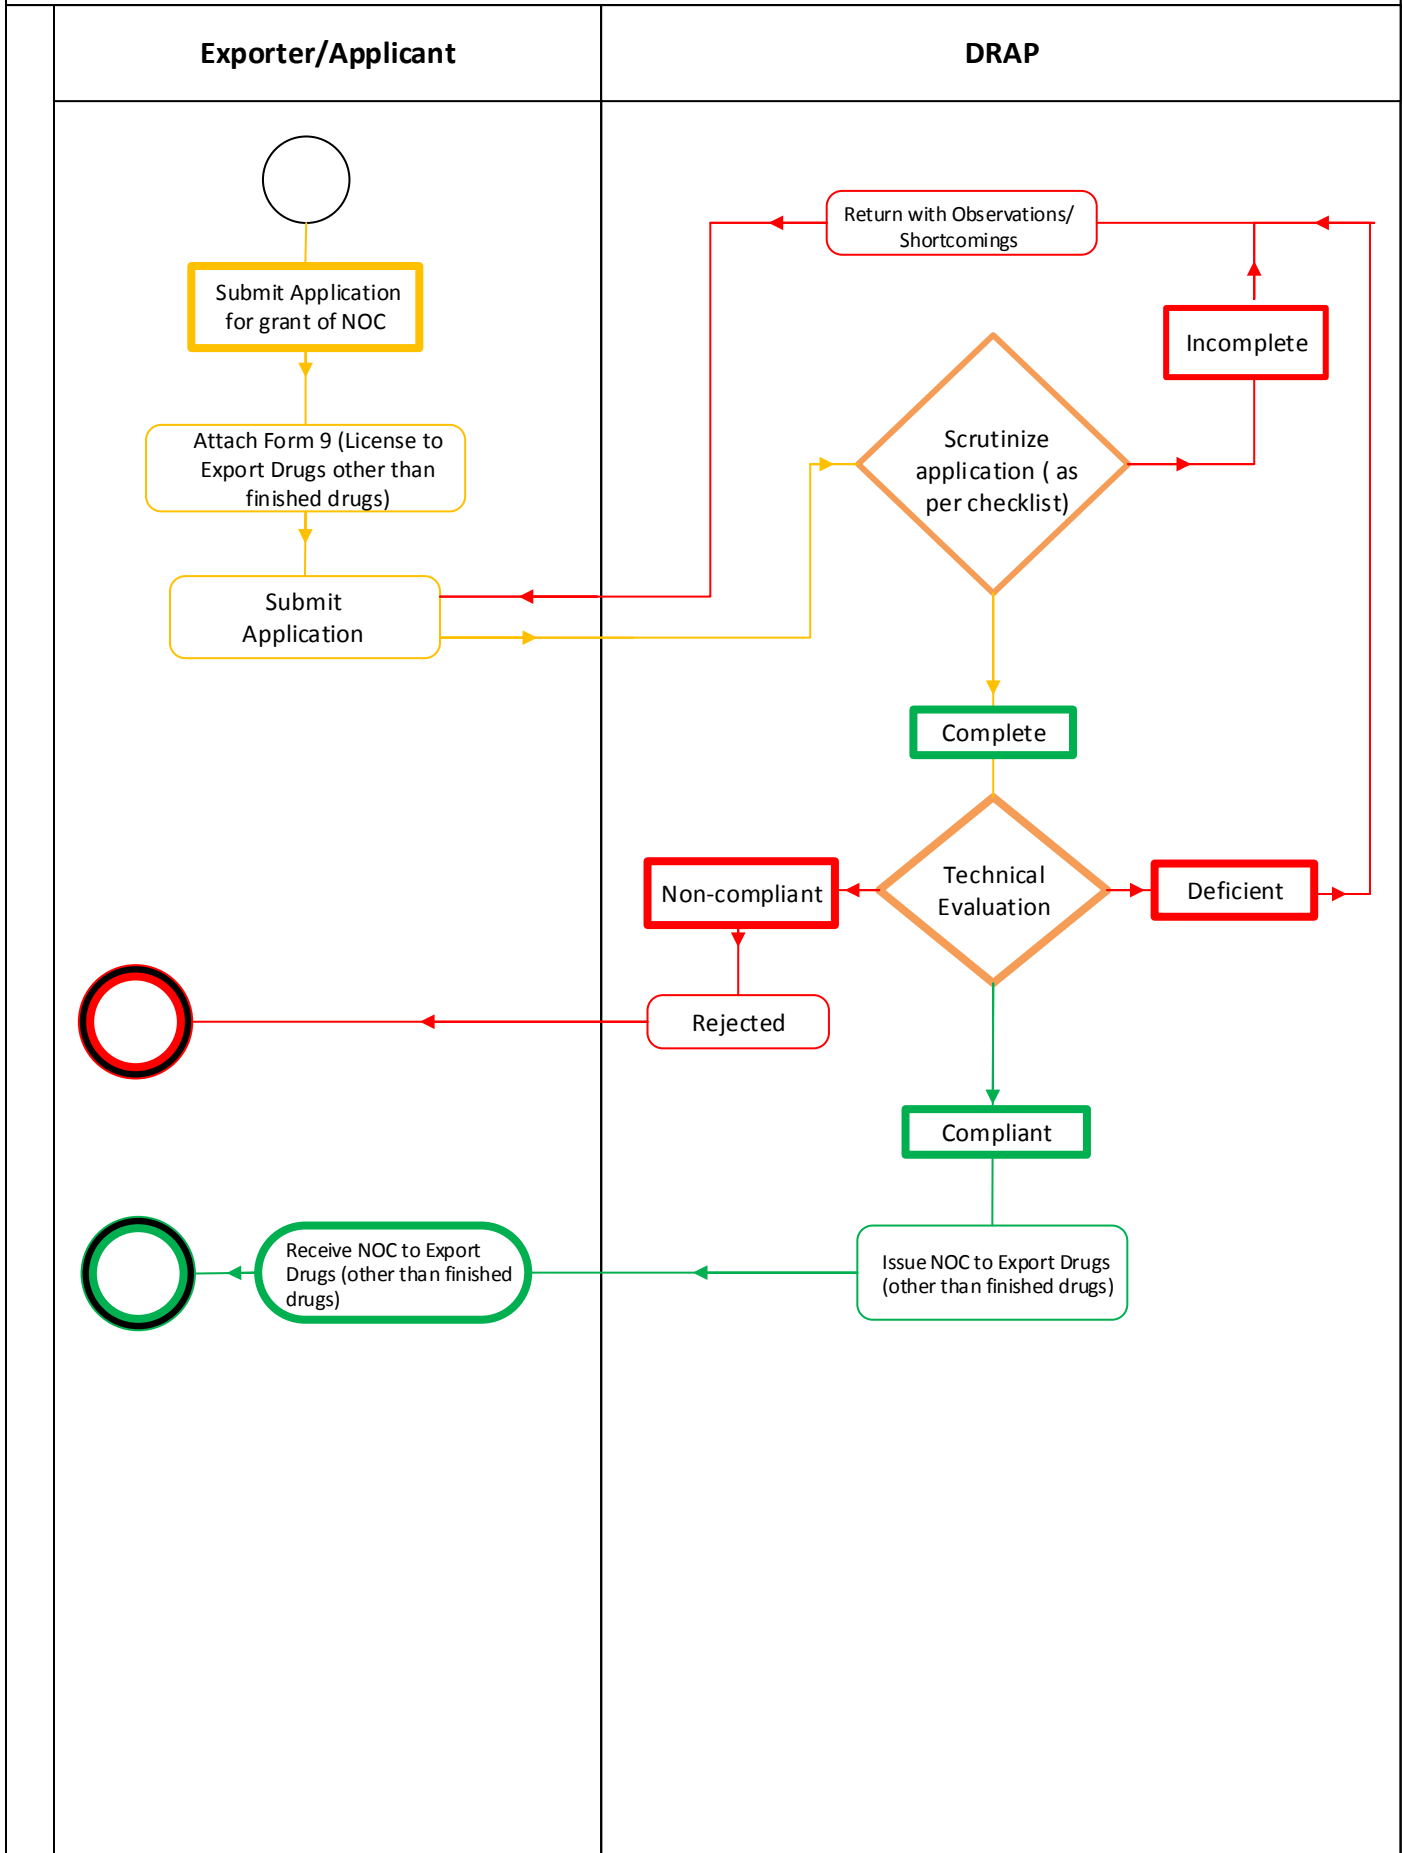 Exporter/Applicant
DRAP
Submit Application
for grant of NOC
Attach Form 9 (License to
Export Drugs other than
finished drugs)
Submit
Application
Return with Observations/
Shortcomings
Incomplete
Scrutinize
application ( as
per checklist)
Complete
Technical
Evaluation
Non-compliant
Deficient
Rejected
Compliant
Issue NOC to Export Drugs
(other than finished drugs)
Receive NOC to Export
Drugs (other than finished
drugs)